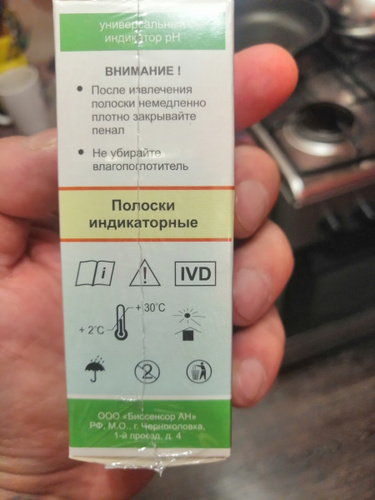 универсальный
индикатор pH
ВНИМАНИЕ !
• После извлечения
полоски немедленно
плотно закрывайте
пенал
• Не убирайте
влагопоглотитель
Полоски
индикаторные
i ! IVD
+ 30°C
+ 2°C
2
ООО «Биосенсор АН»
РФ, М.О., г. Черноголовка,
1-й проезд, д. 4